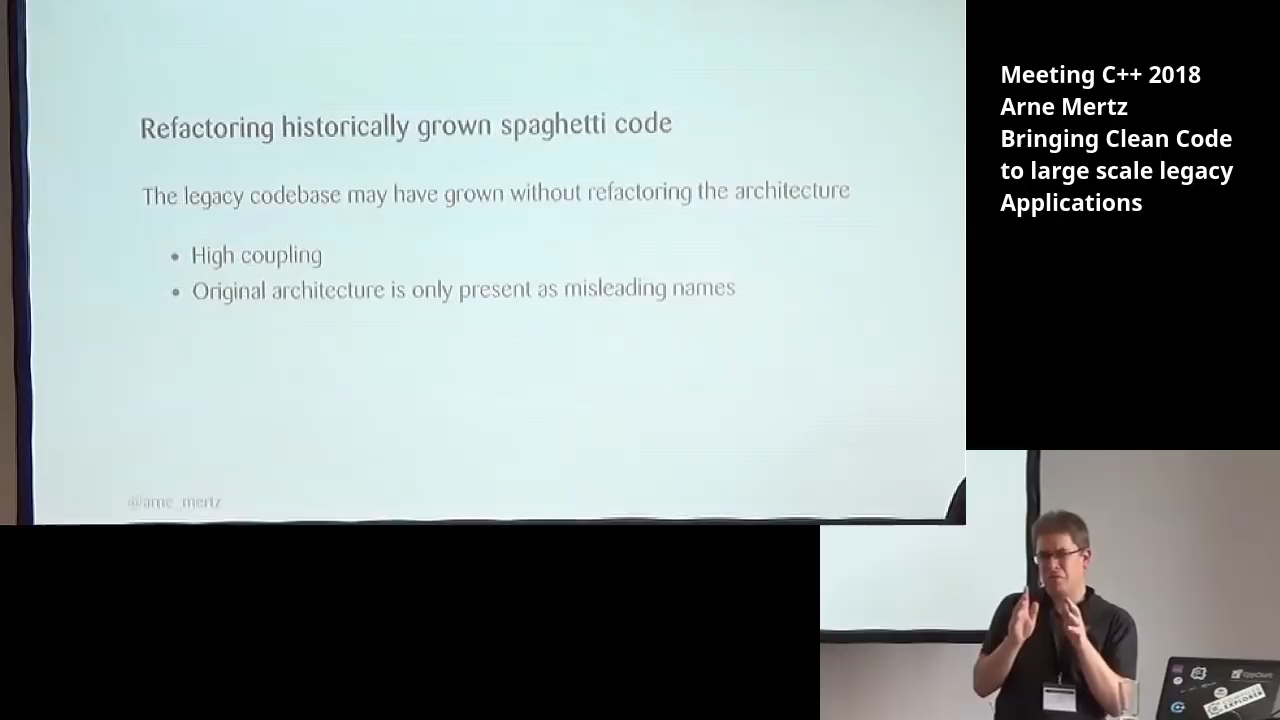 Refactoring historically grown spaghetti code
The legacy codebase may have grown without refactoring the architecture
• High coupling
• Original architecture is only present as misleading names
@arne_mertz
Meeting C++ 2018
Arne Mertz
Bringing Clean Code
to large scale legacy
Applications
EXPLORER